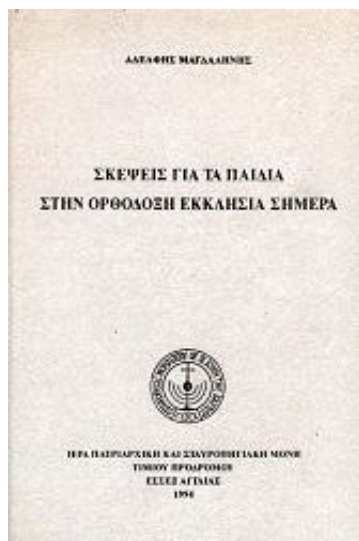 ΑΔΕΛΦΗΣ ΜΑΓΔΑΛΗΝΗΣ
ΣΚΕΨΕΙΣ ΓΙΑ ΤΑ ΠΑΙΔΙΑ
ΣΤΗΝ ΟΡΘΟΔΟΞΗ ΕΚΚΛΗΣΙΑ ΣΗΜΕΡΑ
ΙΕΡΑ ΠΑΤΡΙΑΡΧΙΚΗ ΚΑΙ ΣΤΑΥΡΟΠΗΓΙΑΚΗ ΜΟΝΗ
ΤΙΜΙΟΥ ΠΡΟΔΡΟΜΟΥ
ΕΣΣΕΞ ΑΓΓΛΙΑΣ
1994